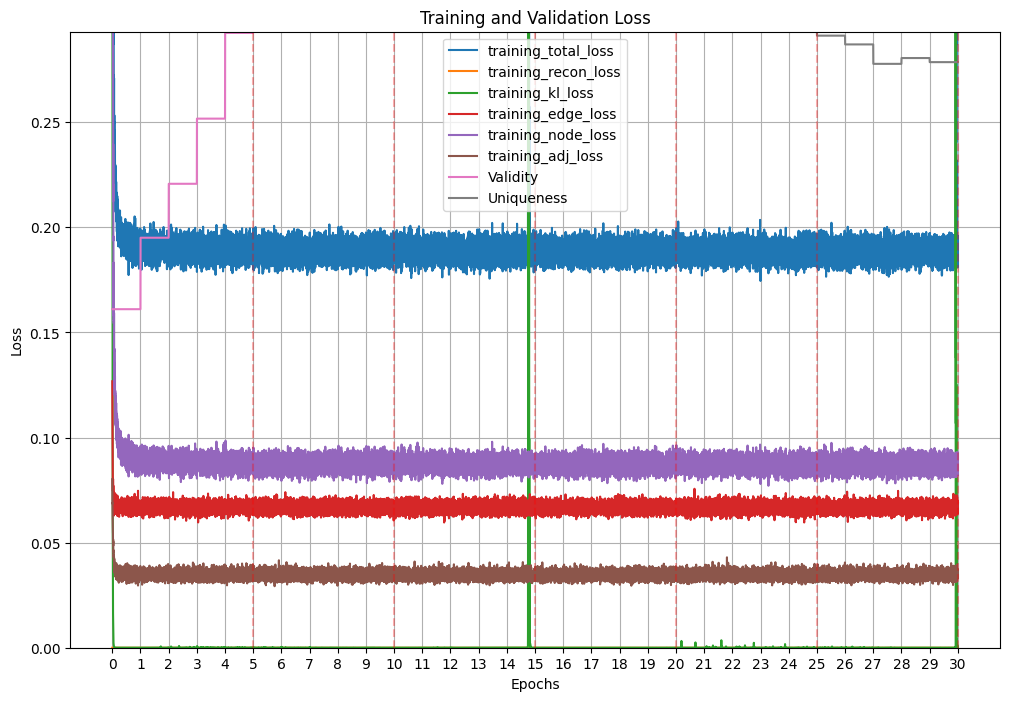 Training and Validation Loss
training_total_loss
training_recon_loss
training_kl_loss
training_edge_loss
training_node_loss
training_adj_loss
Validity
Uniqueness
Loss
0.25
0.20
0.15
0.10
0.05
0.00
0 1 2 3 4 5 6 7 8 9 10 11 12 13 14 15 16 17 18 19 20 21 22 23 24 25 26 27 28 29 30
Epochs